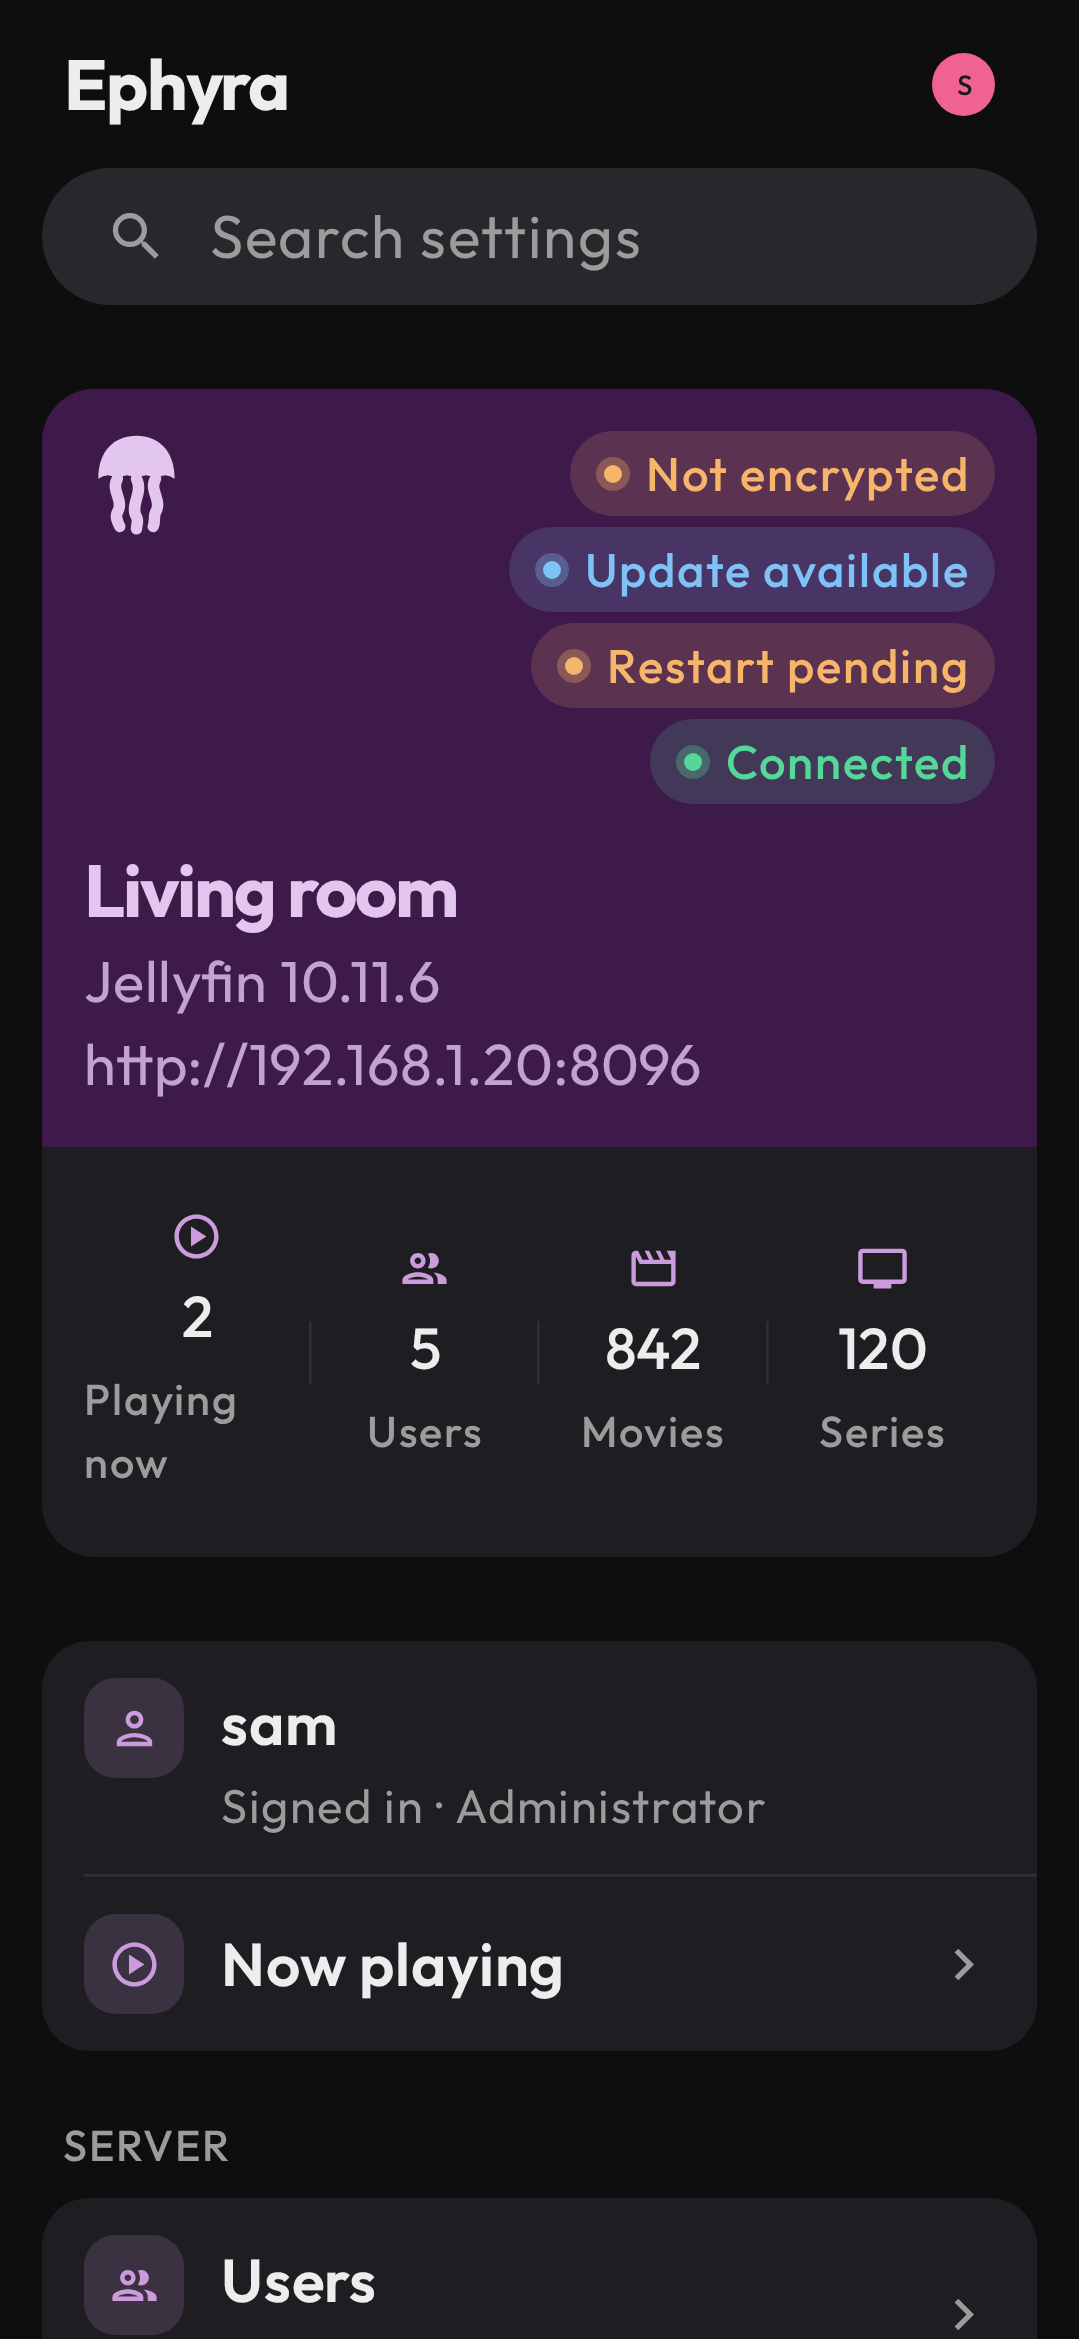 Ephyra
S
Search settings
Not encrypted
Update available
Restart pending
Connected
Living room
Jellyfin 10.11.6
http://192.168.1.20:8096
2
Playing
now
5
Users
842
Movies
120
Series
sam
Signed in · Administrator
Now playing
SERVER
Users